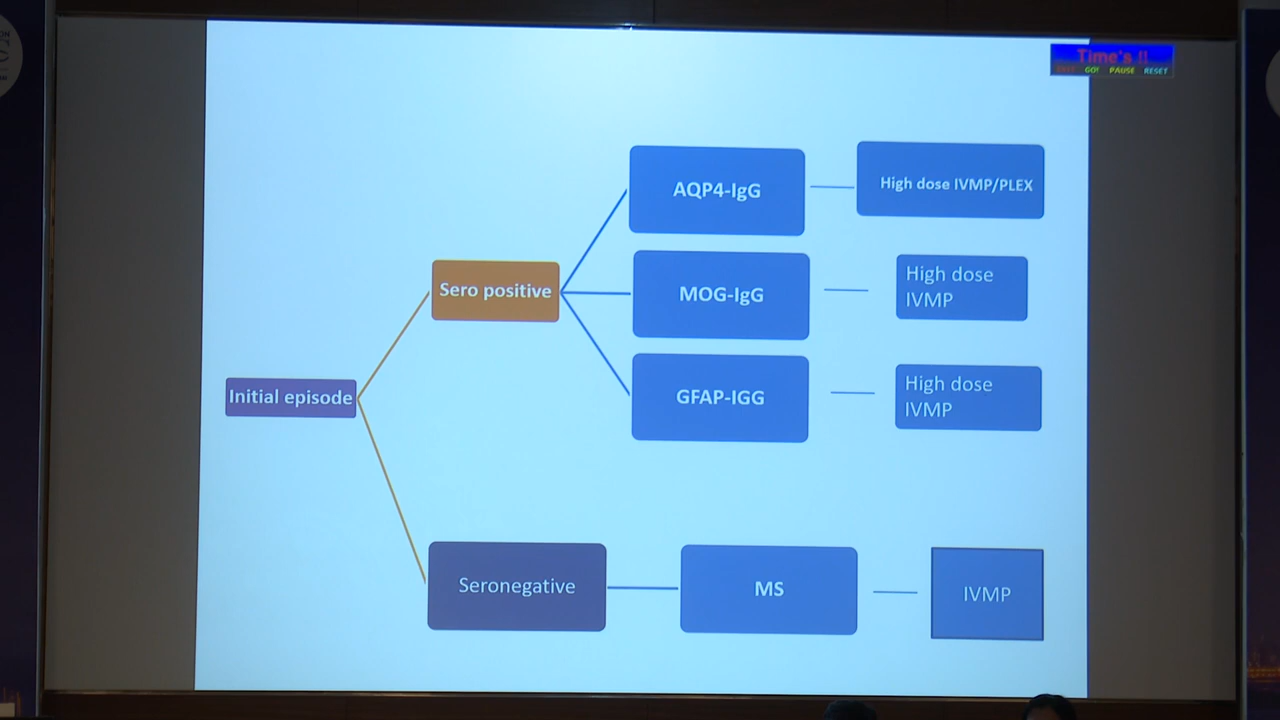 Time's !!
GO! PAUSE RESET
AQP4-IgG
High dose IVMP/PLEX
Sero positive
MOG-IgG
High dose
IVMP
Initial episode
GFAP-IGG
High dose
IVMP
Seronegative
MS
IVMP